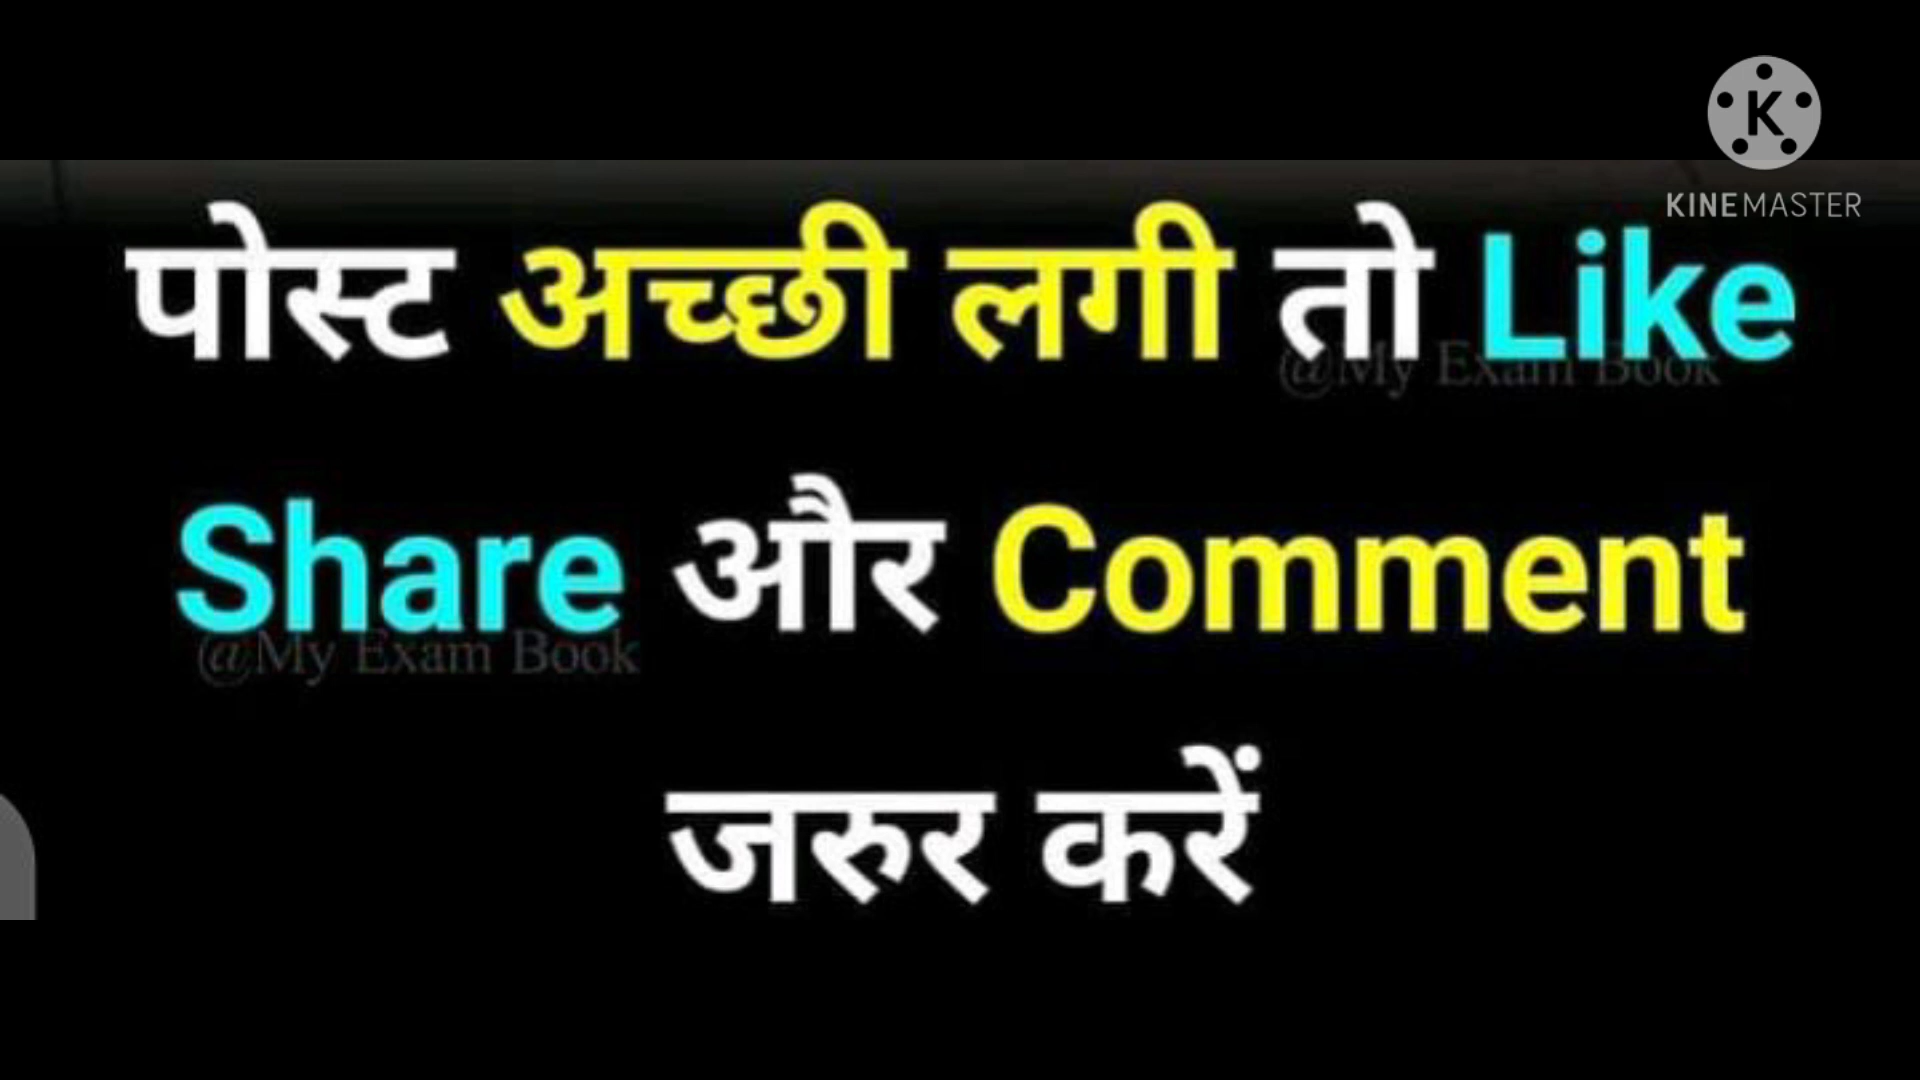 KINEMASTER
पोस्ट अच्छी लगी तो Like
@My Exam Book
Share और Comment
@My Exam Book
जरुर करें